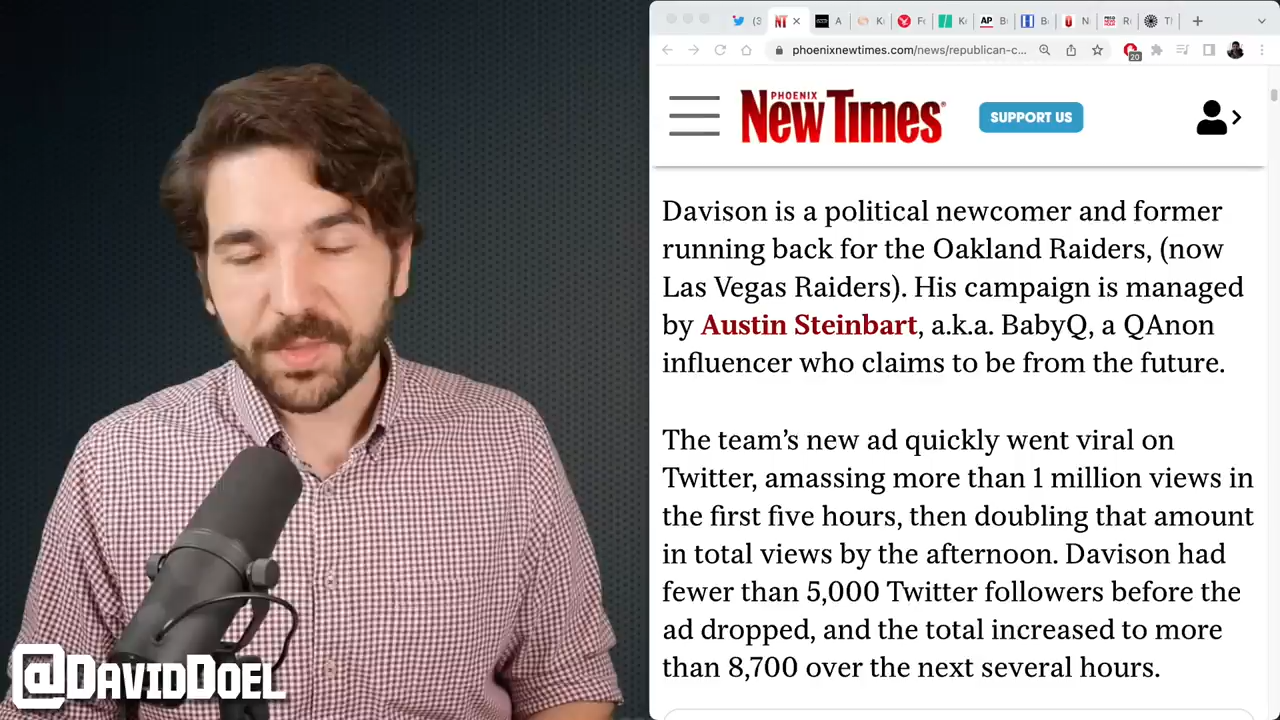 (3
NT
A
K
F
K
AP
B
B
N
R
T
phoenixnewtimes.com/news/republican-c...
20
PHOENIX
New Times
SUPPORT US
Davison is a political newcomer and former
running back for the Oakland Raiders, (now
Las Vegas Raiders). His campaign is managed
by Austin Steinbart, a.k.a. BabyQ, a QAnon
influencer who claims to be from the future.
The team's new ad quickly went viral on
Twitter, amassing more than 1 million views in
the first five hours, then doubling that amount
in total views by the afternoon. Davison had
fewer than 5,000 Twitter followers before the
ad dropped, and the total increased to more
than 8,700 over the next several hours.
@DAVIDDOEL